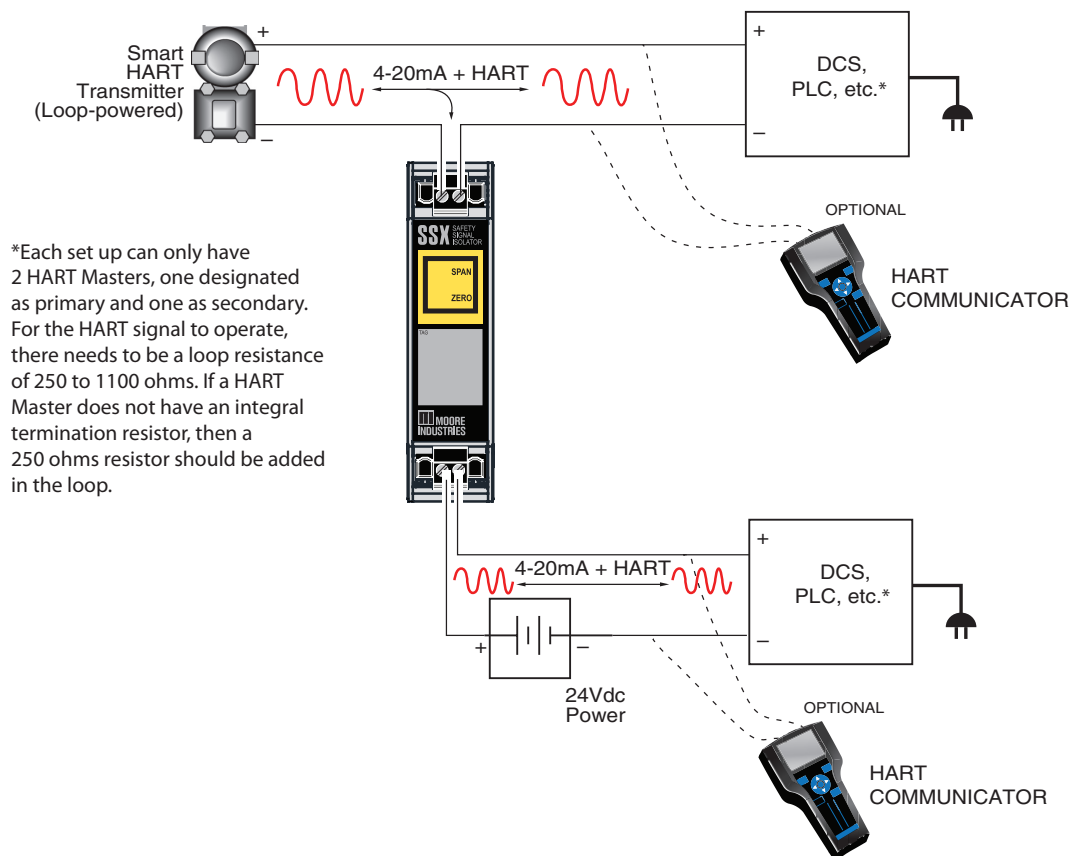 +
Smart
HART
Transmitter
(Loop-powered)
–
4-20mA + HART
+
DCS,
PLC, etc.*
–
OPTIONAL
HART
COMMUNICATOR
SSX SAFETY
SIGNAL
ISOLATOR
SPAN
ZERO
TAG
MOORE
INDUSTRIES
*Each set up can only have
2 HART Masters, one designated
as primary and one as secondary.
For the HART signal to operate,
there needs to be a loop resistance
of 250 to 1100 ohms. If a HART
Master does not have an integral
termination resistor, then a
250 ohms resistor should be added
in the loop.
4-20mA + HART
+
DCS,
PLC, etc.*
–
+
–
24Vdc
Power
OPTIONAL
HART
COMMUNICATOR